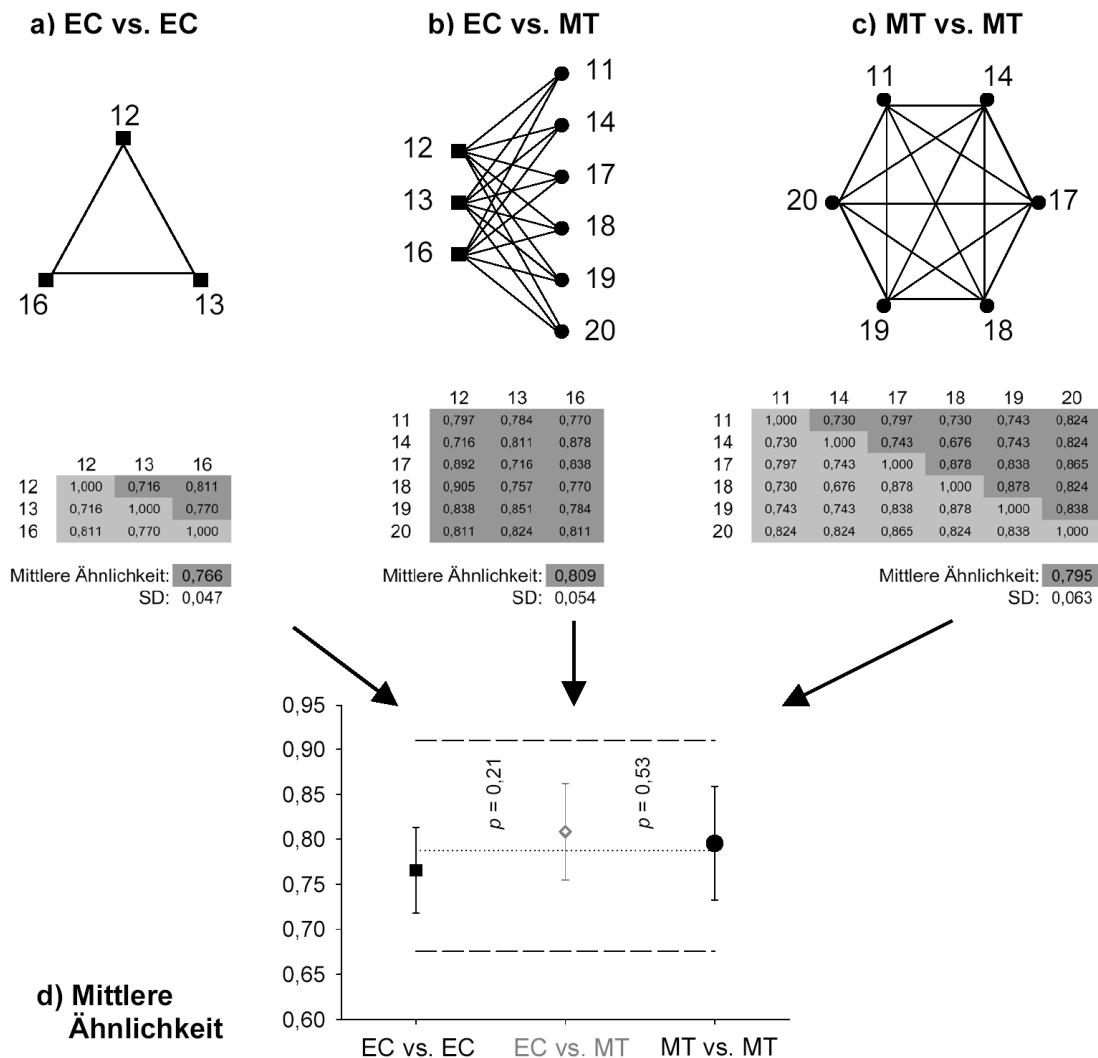 a) EC vs. EC
12
16
13
b) EC vs. MT
11
14
12
17
13
18
16
19
20
c) MT vs. MT
11 14
20 17
19 18
12 13 16
12 1,000 0,716 0,811
13 0,716 1,000 0,770
16 0,811 0,770 1,000
Mittlere Ähnlichkeit: 0,766
SD: 0,047
12 13 16
11 0,797 0,784 0,770
14 0,716 0,811 0,878
17 0,892 0,716 0,838
18 0,905 0,757 0,770
19 0,838 0,851 0,784
20 0,811 0,824 0,811
Mittlere Ähnlichkeit: 0,809
SD: 0,054
11 14 17 18 19 20
11 1,000 0,730 0,797 0,730 0,743 0,824
14 0,730 1,000 0,743 0,676 0,743 0,824
17 0,797 0,743 1,000 0,878 0,838 0,865
18 0,730 0,676 0,878 1,000 0,878 0,824
19 0,743 0,743 0,838 0,878 1,000 0,838
20 0,824 0,824 0,865 0,824 0,838 1,000
Mittlere Ähnlichkeit: 0,795
SD: 0,063
0,95
0,90
0,85
0,80
0,75
0,70
0,65
0,60
p = 0,21
p = 0,53
d) Mittlere
Ähnlichkeit
EC vs. EC EC vs. MT MT vs. MT